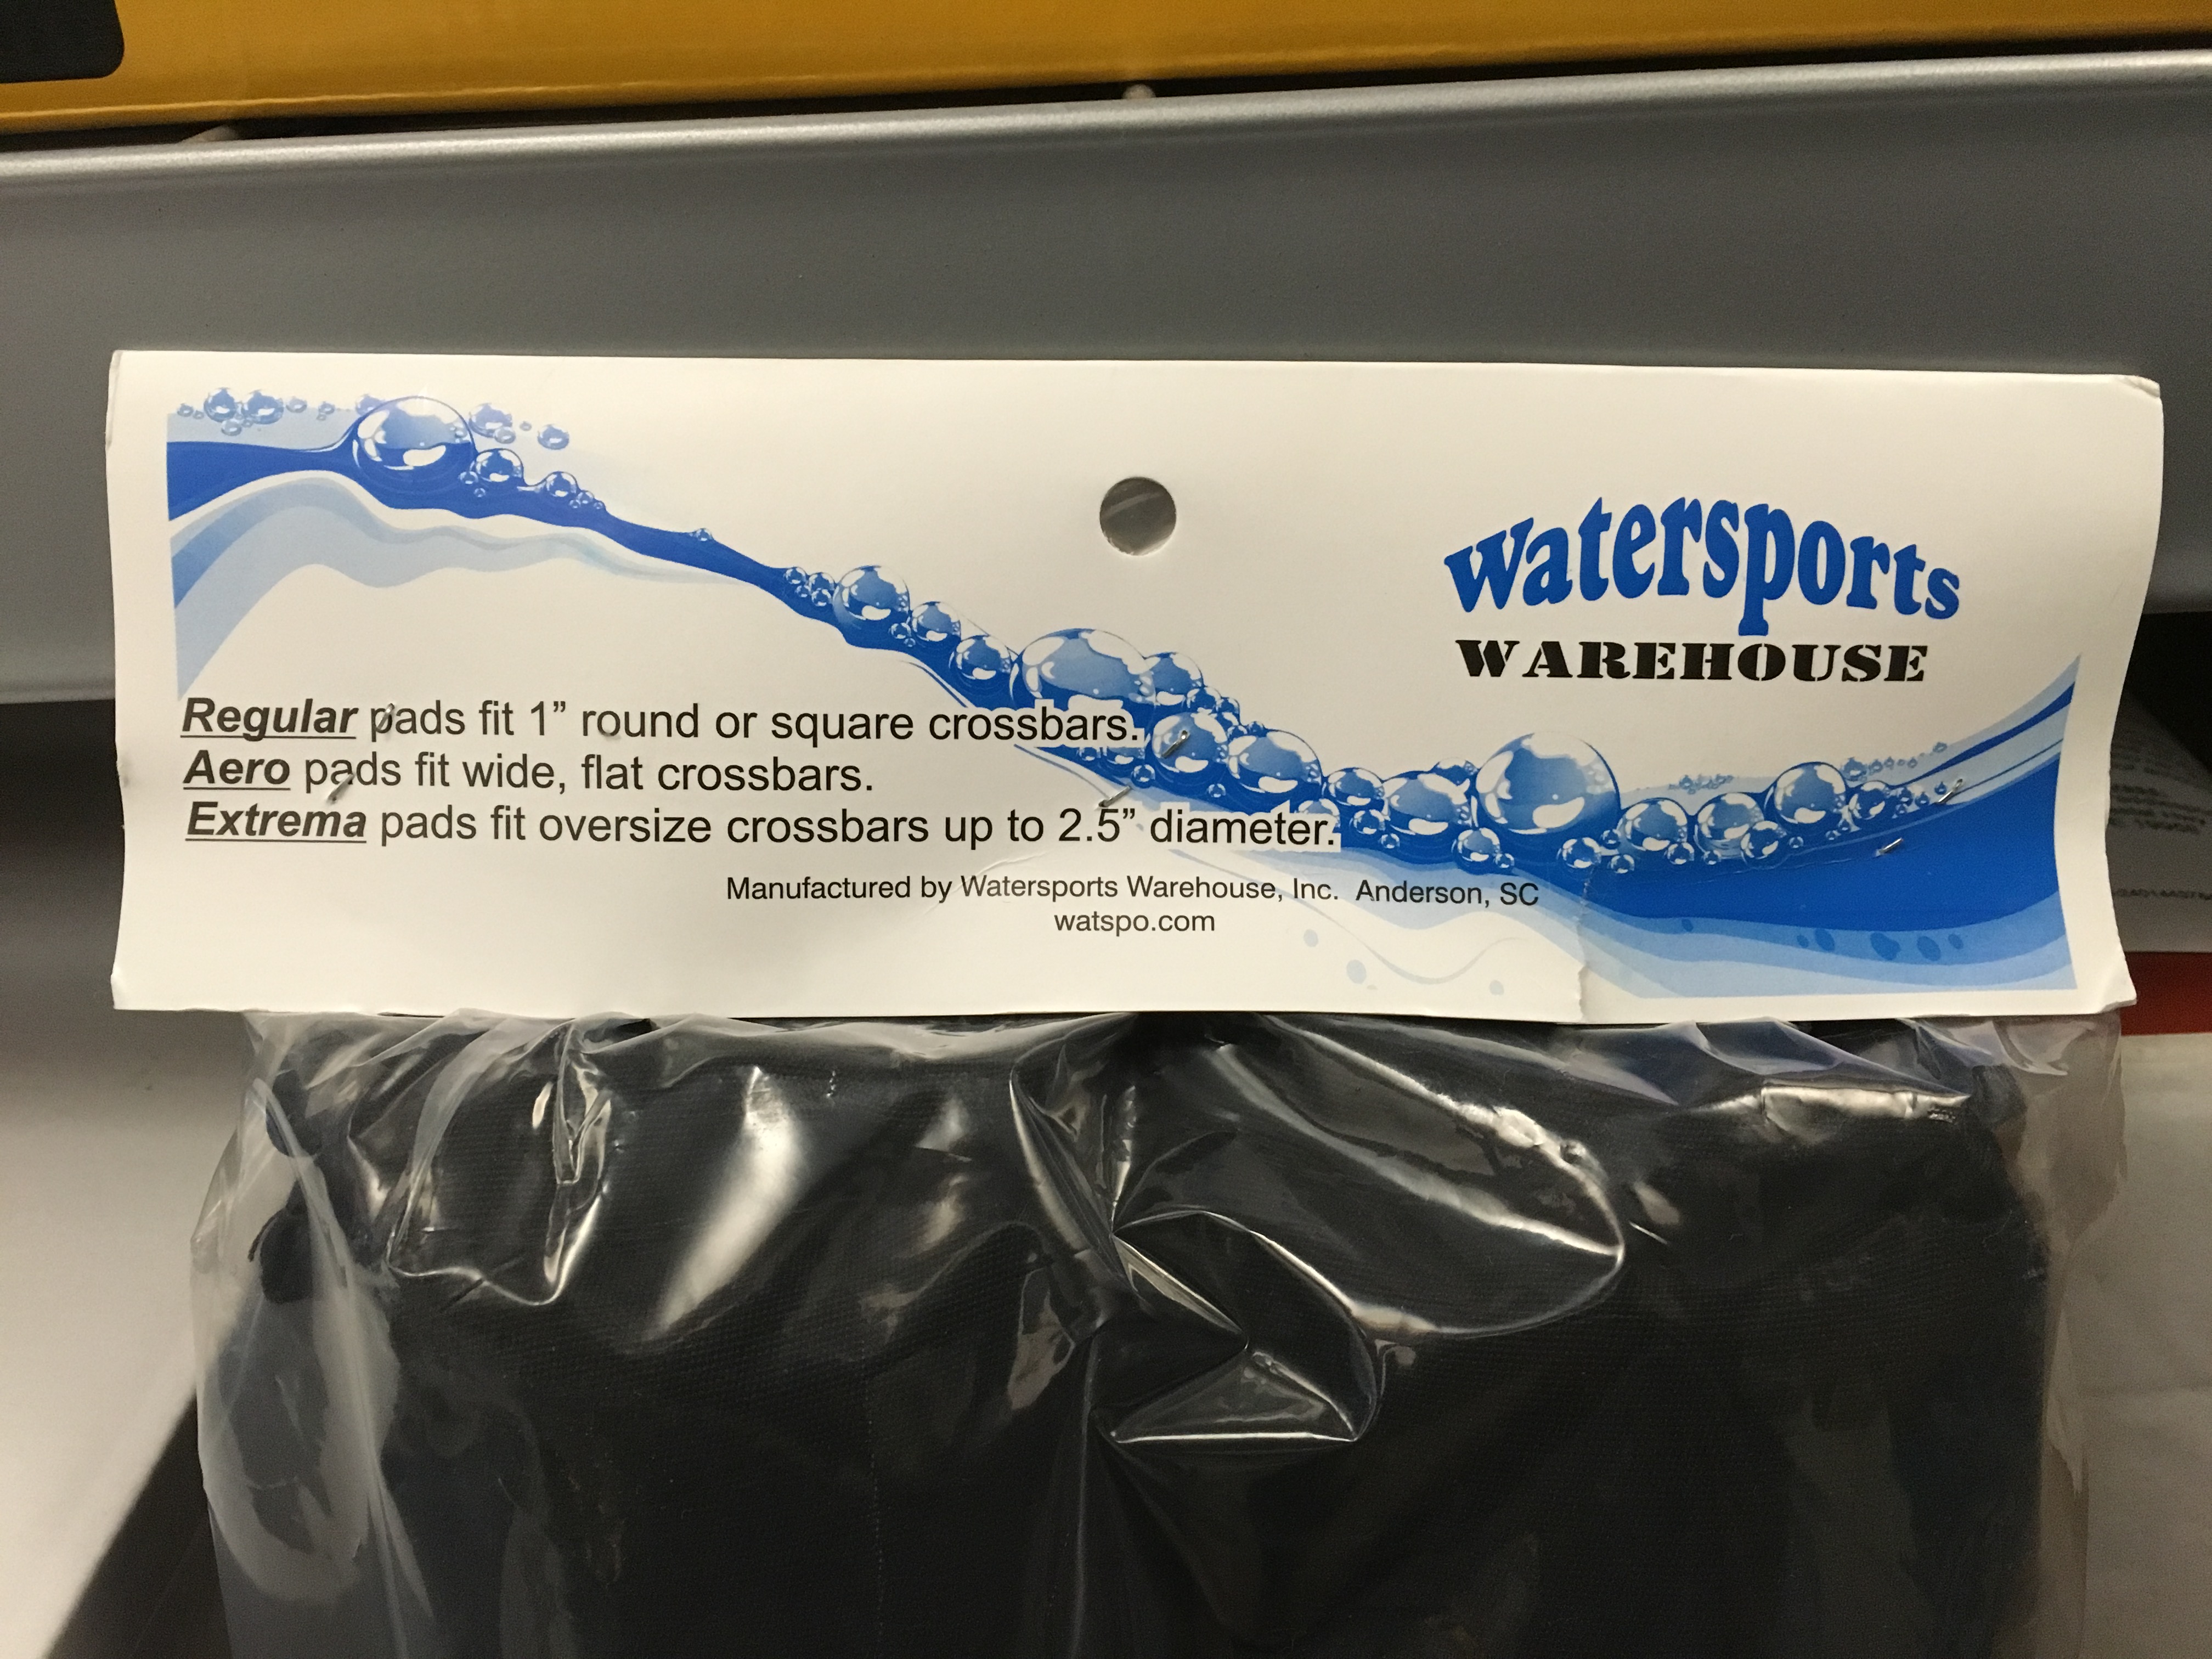 watersports
WAREHOUSE
Regular pads fit 1” round or square crossbars.
Aero pads fit wide, flat crossbars.
Extrema pads fit oversize crossbars up to 2.5” diameter.
Manufactured by Watersports Warehouse, Inc. Anderson, SC
watspo.com